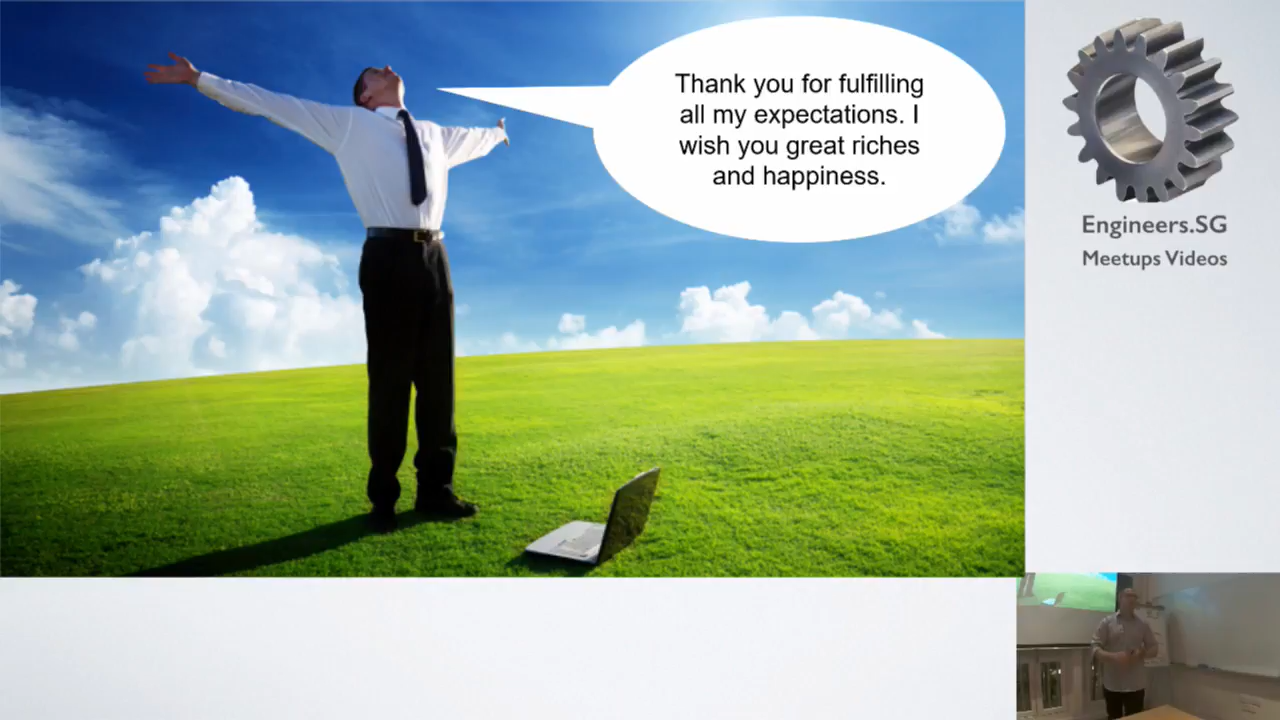 Thank you for fulfilling
all my expectations. I
wish you great riches
and happiness.
Engineers.SG
Meetups Videos